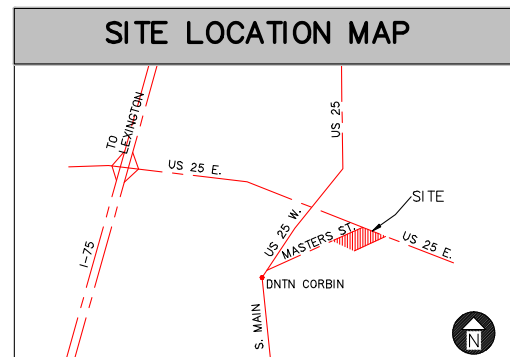 SITE LOCATION MAP
TO
LEXINGTON
US 25
US 25 E.
SITE
US 25 W.
MASTERS ST.
US 25 E.
I-75
DNTN CORBIN
S. MAIN
N